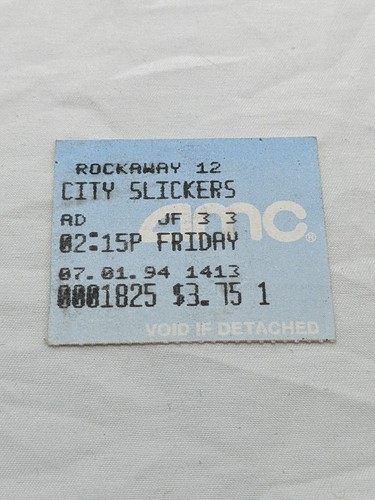 ROCKAWAY 12
CITY SLICKERS
AD JF 3 3
amc®
02:15P FRIDAY
07.01.94 1413
0001825 $3.75 1
VOID IF DETACHED